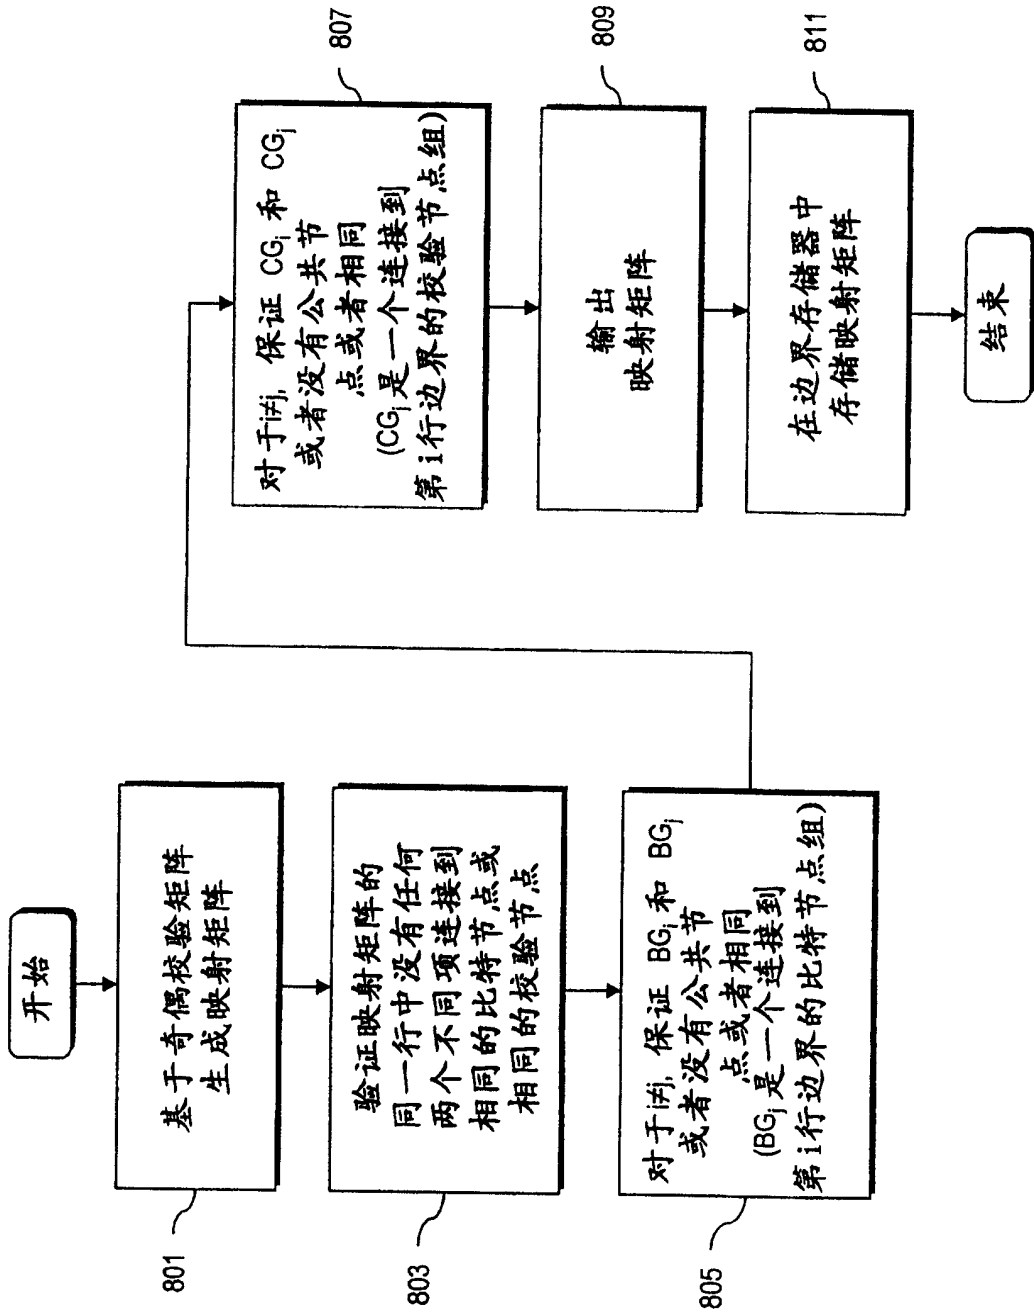 开始
基于奇偶校验矩阵
生成映射矩阵
801
验证映射矩阵的
同一行中没有任何
两个不同项连接到
相同的比特节点或
相同的校验节点
803
对于i≠j, 保证 BGi 和 BGj
或者没有公共节
点或者相同
(BGj 是一个连接到
第i行边界的比特节点组)
805
对于i≠j, 保证 CGi 和 CGj
或者没有公共节
点或者相同
(CGj 是一个连接到
第i行边界的校验节点组)
807
输出
映射矩阵
809
在边界存储器中
存储映射矩阵
811
结束